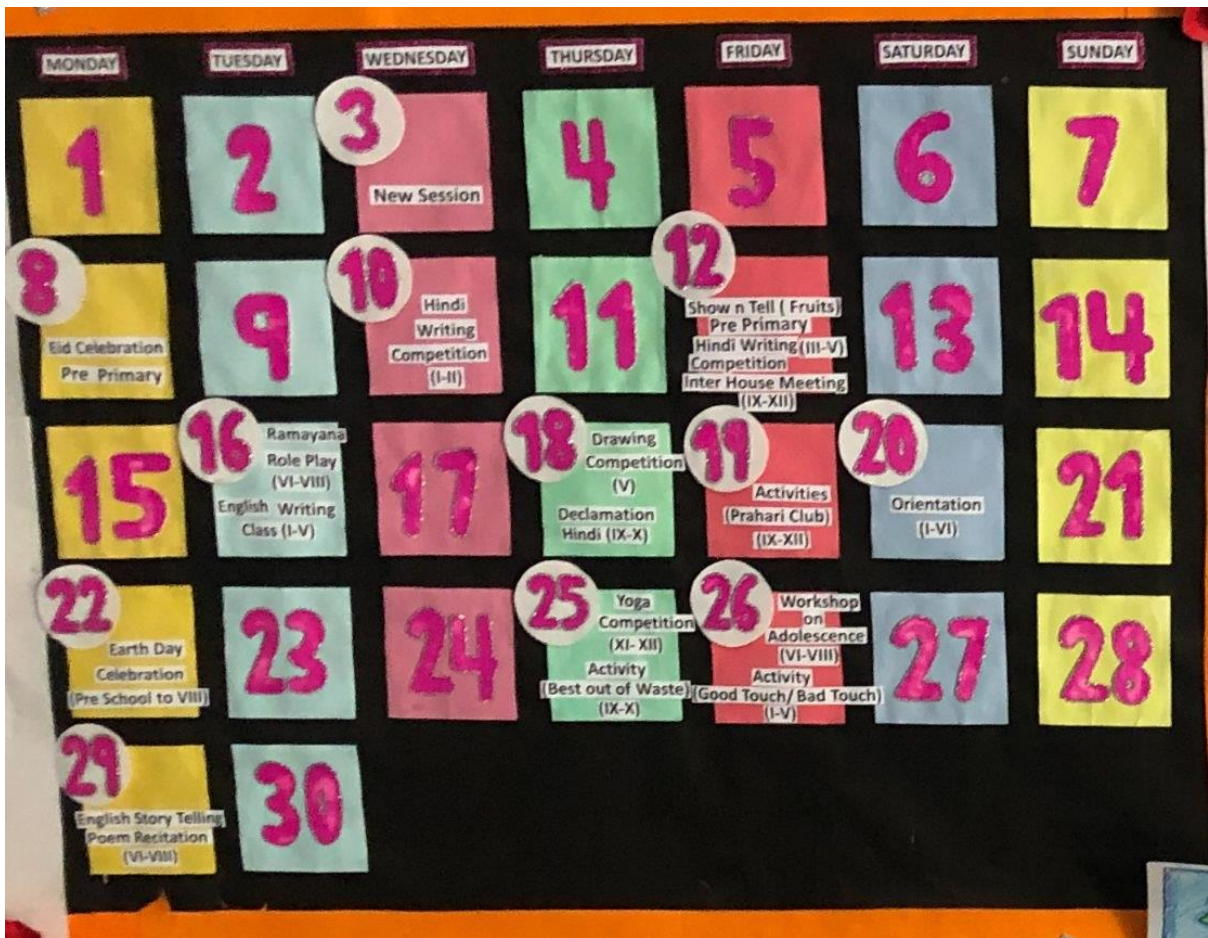 MONDAY TUESDAY WEDNESDAY THURSDAY FRIDAY SATURDAY SUNDAY
1
2
3
New Session
4
5
6
7
8
Eid Celebration
Pre Primary
9
10
Hindi
Writing
Competition
(I-II)
11
12
Show n Tell ( Fruits)
Pre Primary
Hindi Writing (III-V)
Competition
Inter House Meeting
(IX-XII)
13
14
15
16
Ramayana
Role Play
(VI-VIII)
English Writing
Class (I-V)
17
18
Drawing
Competition
(V)
Declamation
Hindi (IX-X)
19
Activities
(Prahari Club)
(IX-XII)
20
Orientation
(I-VI)
21
22
Earth Day
Celebration
(Pre School to VIII)
23
24
25
Yoga
Competition
(XI- XII)
Activity
(Best out of Waste)
(IX-X)
26
Workshop
on
Adolescence
(VI-VIII)
Activity
(Good Touch/ Bad Touch)
(I-V)
27
28
29
English Story Telling
Poem Recitation
(VI-VIII)
30